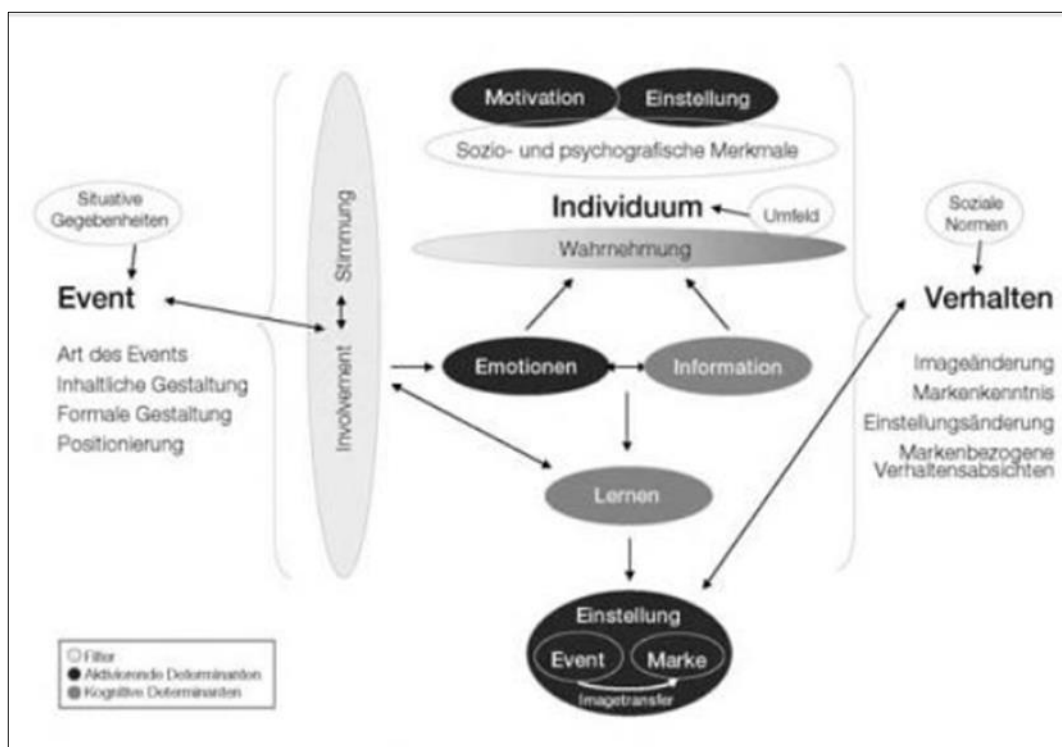 Motivation
Einstellung
Sozio- und psychografische Merkmale
Situative
Gegebenheiten
Individuum
Umfeld
Soziale
Normen
Stimmung
Wahrnehmung
Event
Verhalten
Art des Events
Inhaltliche Gestaltung
Formale Gestaltung
Positionierung
Involvement
Emotionen
Information
Imageänderung
Markenkenntnis
Einstellungsänderung
Markenbezogene
Verhaltensabsichten
Lernen
Einstellung
Event
Marke
Imagetransfer
Filter
Aktivierende Determinanten
Kognitive Determinanten